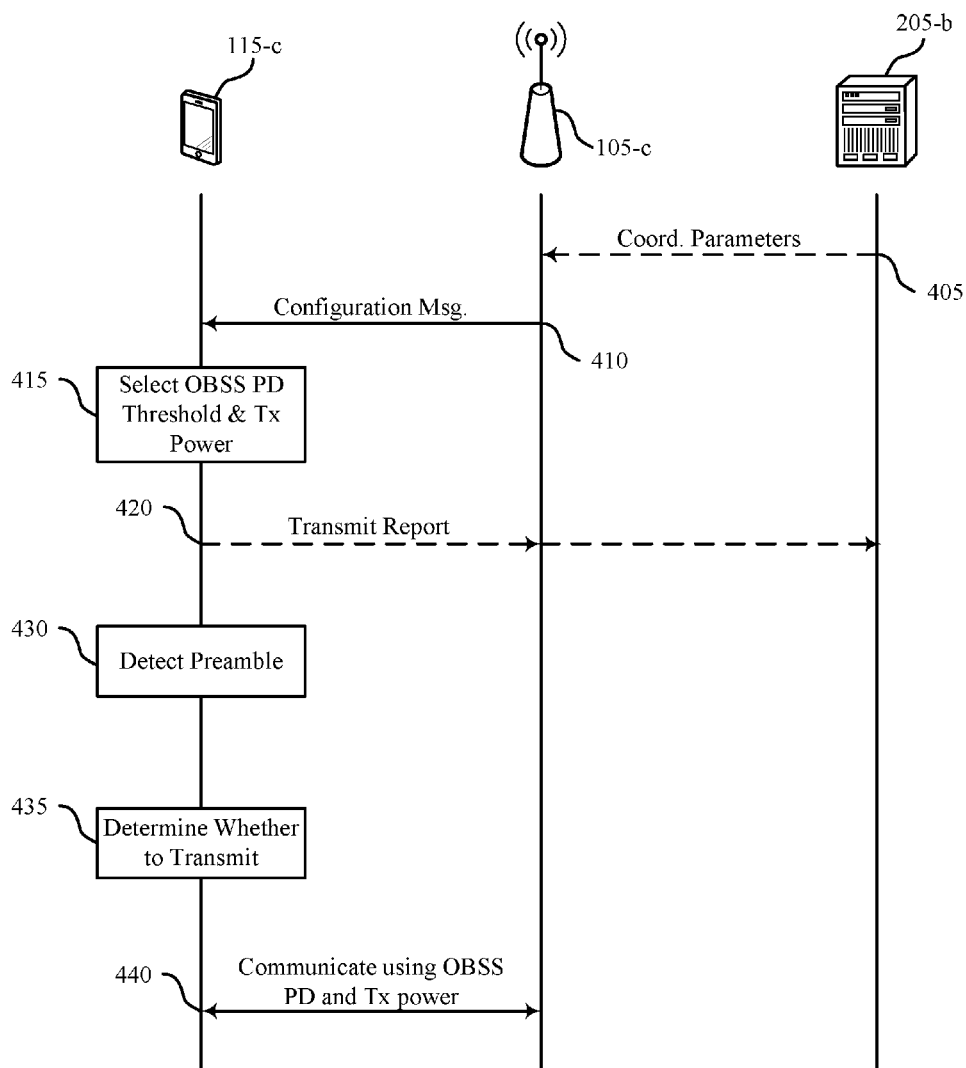 115-c
105-c
205-b
Coord. Parameters
405
Configuration Msg.
410
415
Select OBSS PD
Threshold & Tx
Power
420
Transmit Report
430
Detect Preamble
435
Determine Whether
to Transmit
440
Communicate using OBSS
PD and Tx power